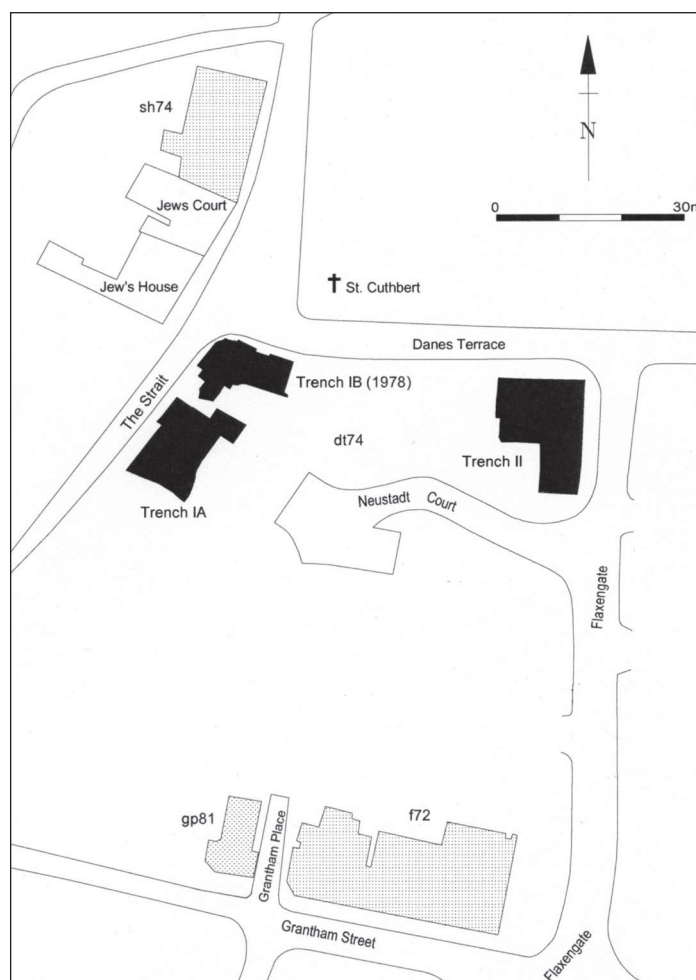 sh74
N
Jews Court
0
30m
Jew's House
St. Cuthbert
Danes Terrace
The Strait
Trench IB (1978)
dt74
Trench II
Trench IA
Neustadt Court
Flaxengate
gp81
Grantham Place
f72
Grantham Street
Flaxengate